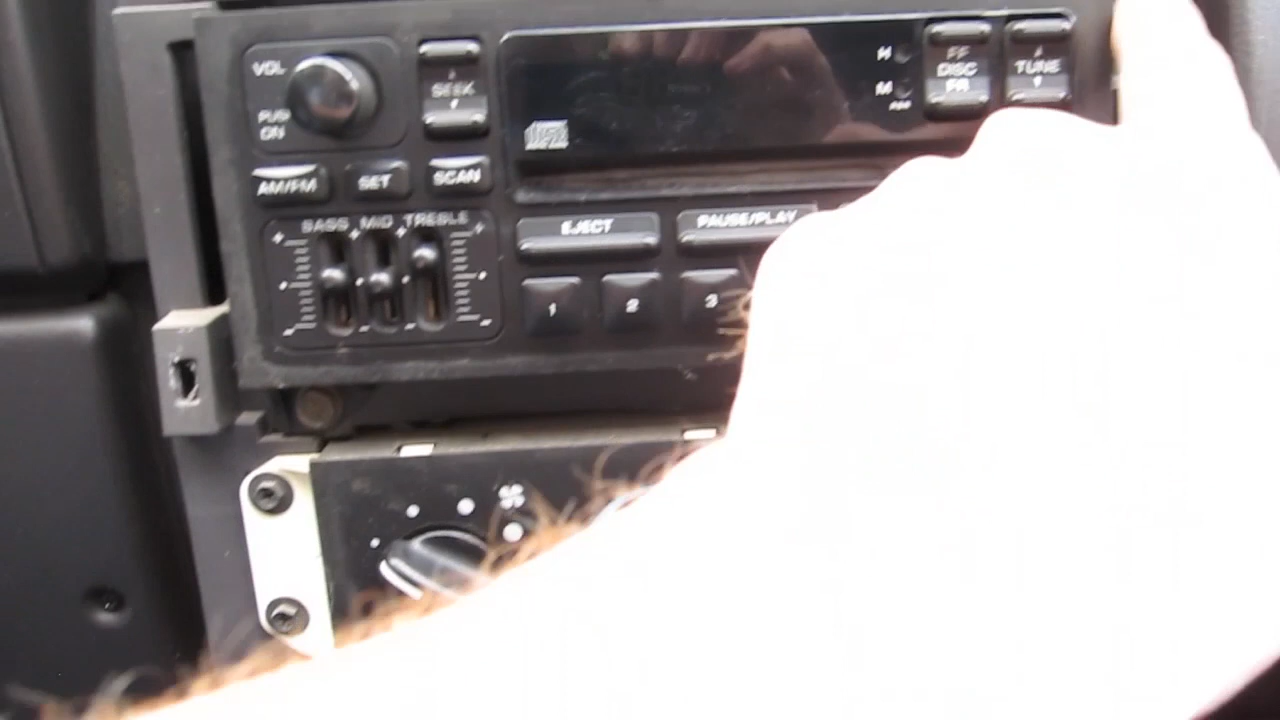 VOL
PUSH
ON
SEEK
H
M
FF
DISC
FR
TUNE
AM/FM
SET
SCAN
BASS MID TREBLE
EJECT
PAUSE/PLAY
1
2
3